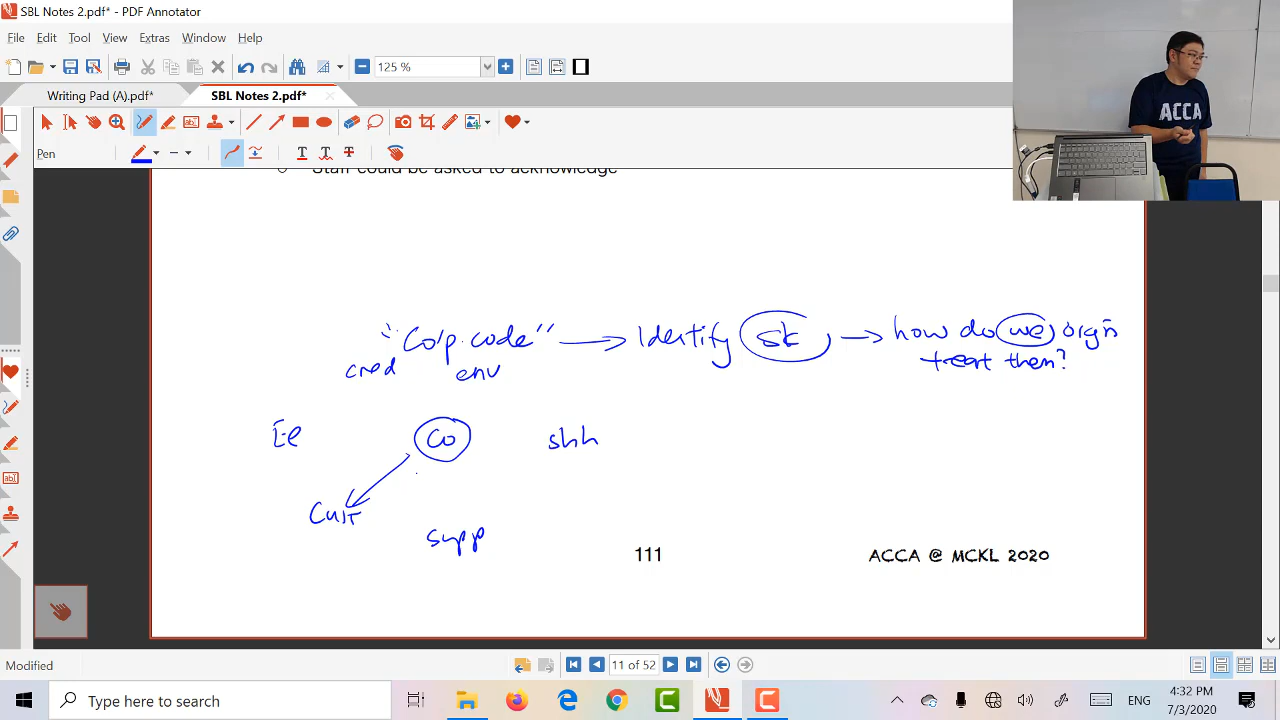 SBL Notes 2.pdf* - PDF Annotator
File Edit Tool View Extras Window Help
125 %
Writing Pad (A).pdf* SBL Notes 2.pdf*
Pen
Staff could be asked to acknowledge
"Co/p. code" Identify sk how do we orgñ
cred env treat them?
Ee Co shh
Cust
supp
111 ACCA @ MCKL 2020
ACCA
11 of 52
Modified
Type here to search
ENG
4:32 PM
7/3/2020